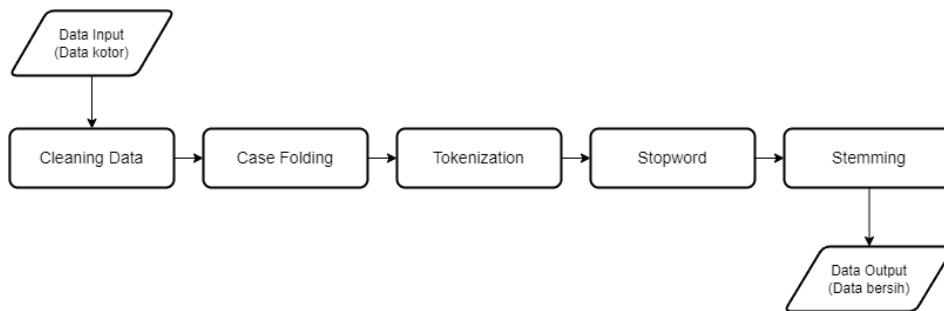 Data Input
(Data kotor)
Cleaning Data
Case Folding
Tokenization
Stopword
Stemming
Data Output
(Data bersih)